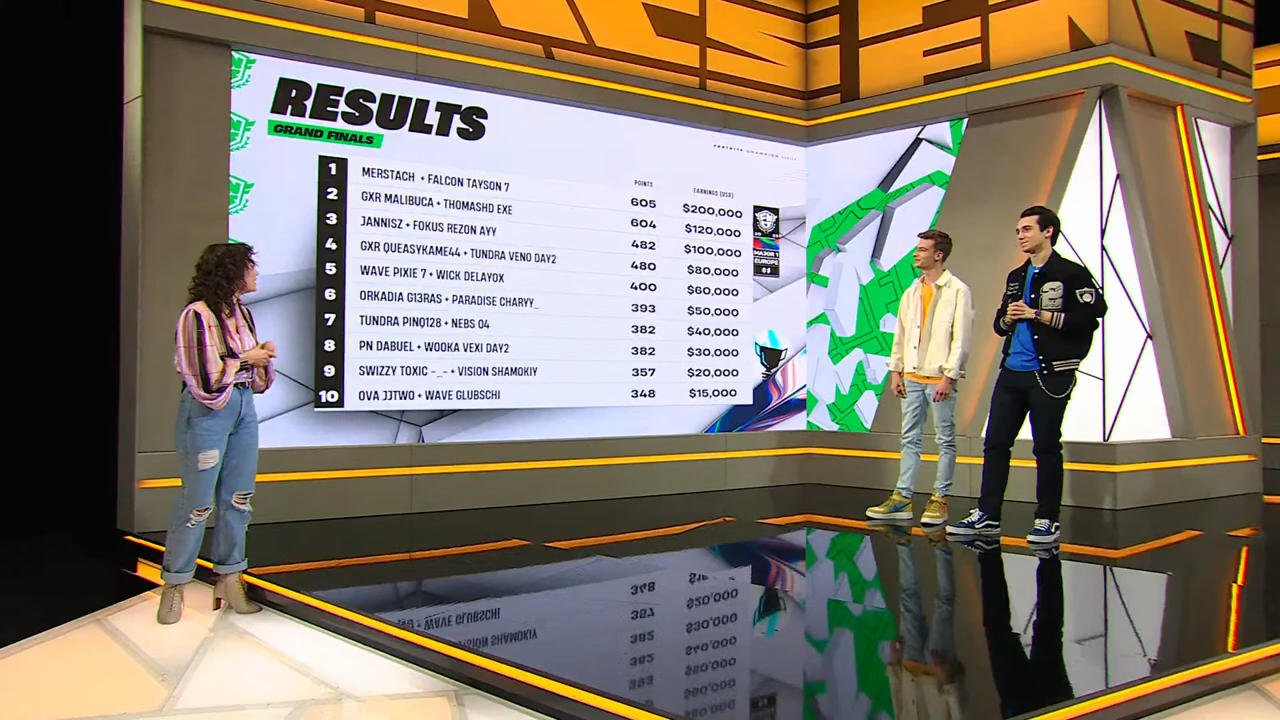 RESULTS
GRAND FINALS
POINTS EARNINGS (USD)
1 MERSTACH + FALCON TAYSON 7 605 $200,000
2 GXR MALIBUCA + THOMASHD EXE 604 $120,000
3 JANNISZ + FOKUS REZON AYY 482 $100,000
4 GXR QUEASYKAME44 + TUNDRA VENO DAY2 480 $80,000
5 WAVE PIXIE 7 + WICK DELAYOX 400 $60,000
6 ORKADIA G13RAS + PARADISE CHARYY_ 393 $50,000
7 TUNDRA PINQ128 + NEBS 04 382 $40,000
8 PN DABUEL + WOOKA VEXI DAY2 382 $30,000
9 SWIZZY TOXIC -_- + VISION SHAMOKIY 357 $20,000
10 OVA JJTWO + WAVE GLUBSCHI 348 $15,000
MAJOR 1
EUROPE